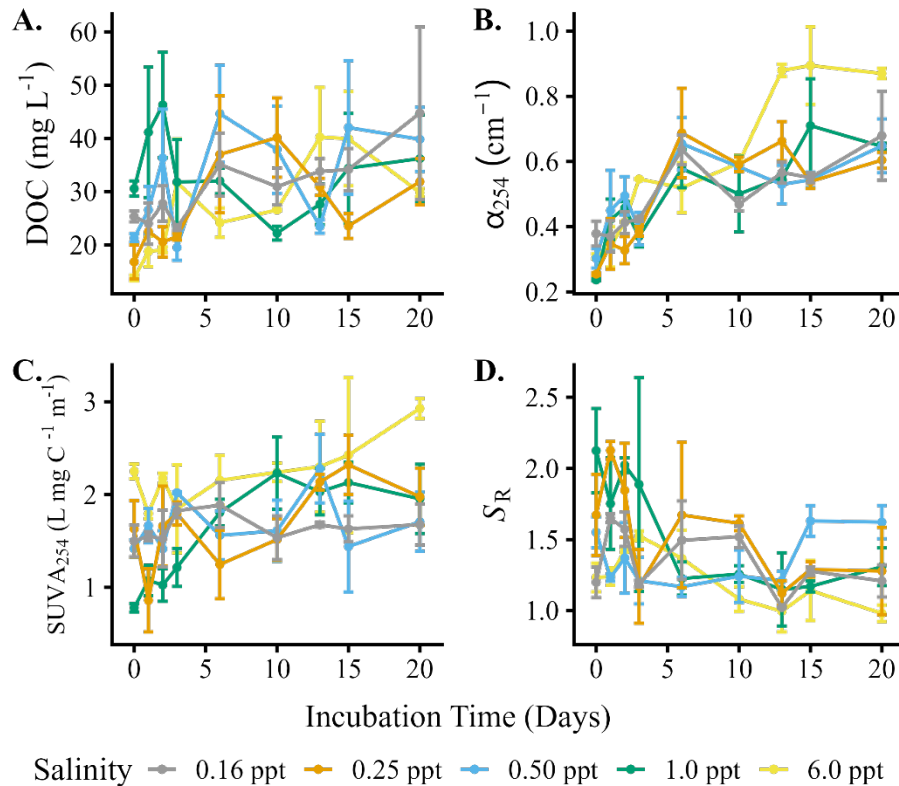 A.
DOC (mg L⁻¹)
60
50
40
30
20
0 5 10 15 20
B.
α₂₅₄ (cm⁻¹)
1.0
0.8
0.6
0.4
0.2
0 5 10 15 20
C.
SUVA₂₅₄ (L mg C⁻¹ m⁻¹)
3
2
1
0 5 10 15 20
D.
S_R
2.5
2.0
1.5
1.0
0 5 10 15 20
Incubation Time (Days)
Salinity 0.16 ppt 0.25 ppt 0.50 ppt 1.0 ppt 6.0 ppt